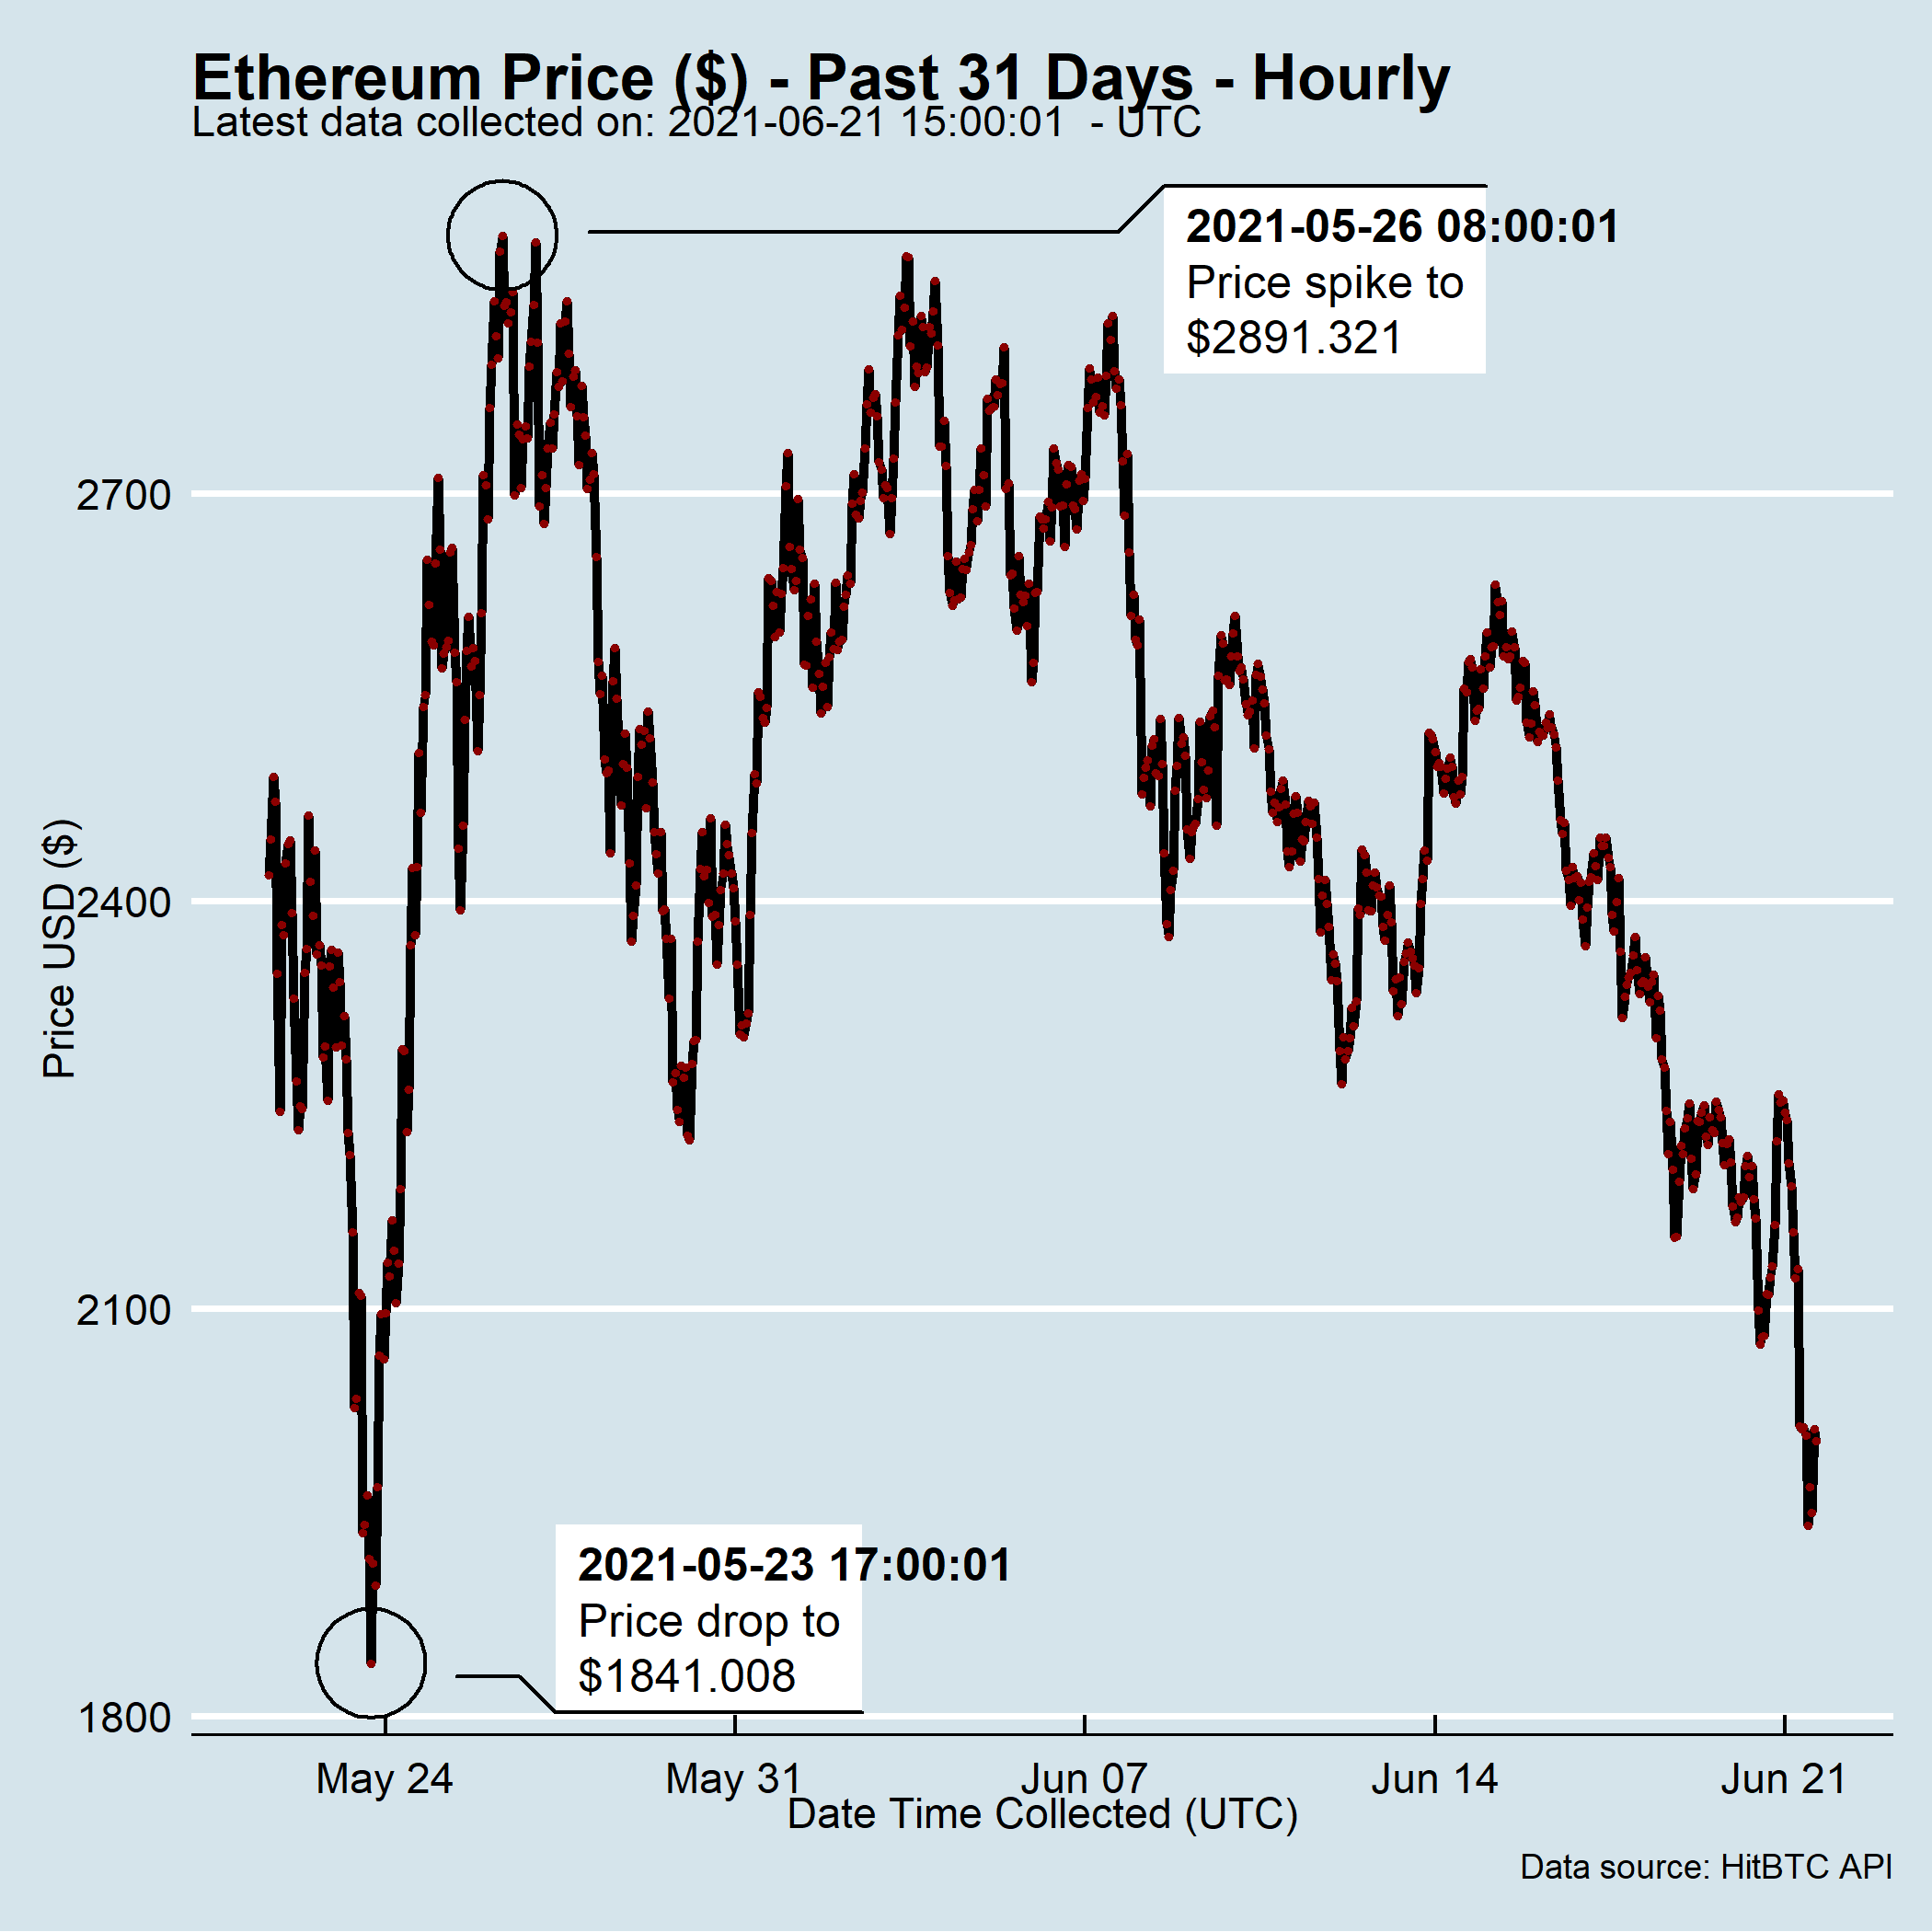 Ethereum Price ($) - Past 31 Days - Hourly
Latest data collected on: 2021-06-21 15:00:01  - UTC
2021-05-26 08:00:01
Price spike to
$2891.321
2700
2400
2100
1800
Price USD ($)
2021-05-23 17:00:01
Price drop to
$1841.008
May 24 May 31 Jun 07 Jun 14 Jun 21
Date Time Collected (UTC)
Data source: HitBTC API